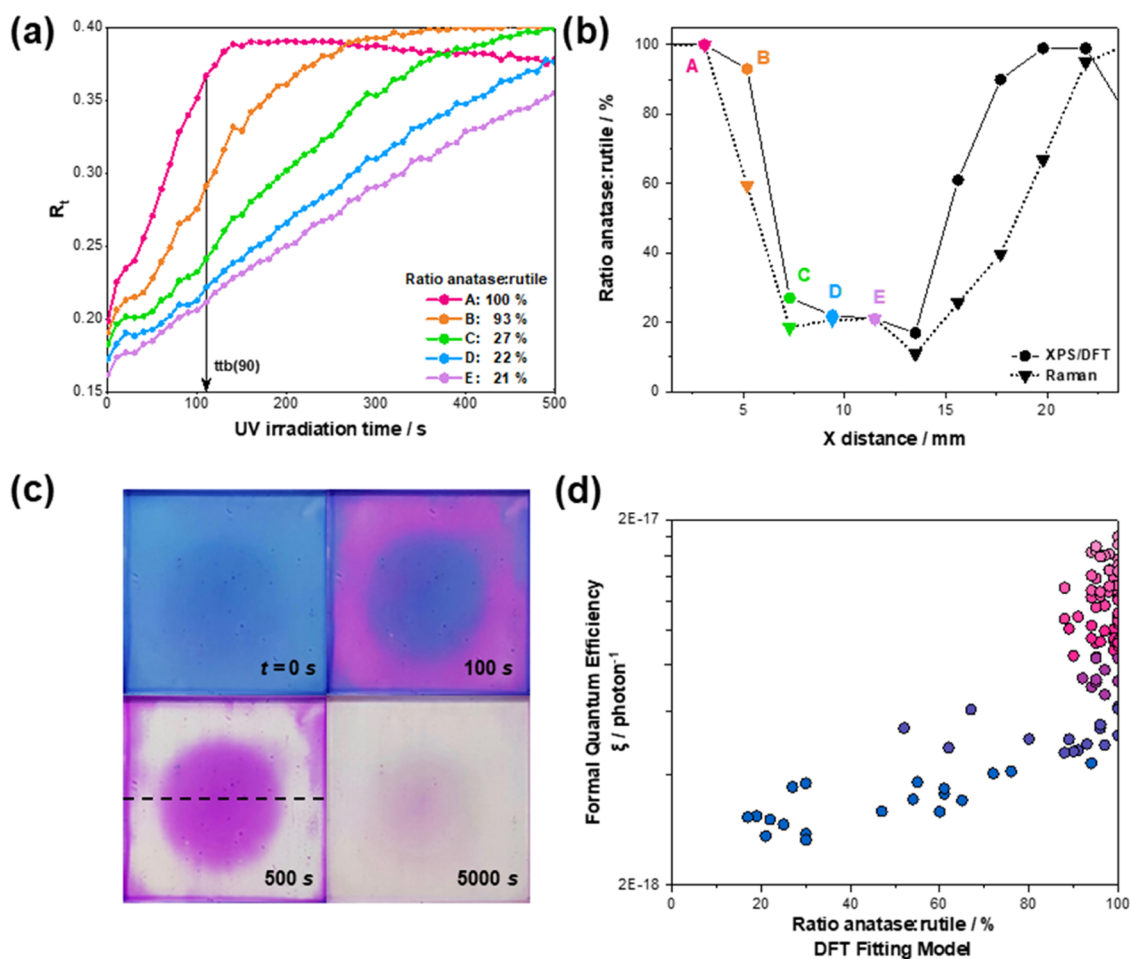 (a)
0.40
0.35
0.30
0.25
0.20
0.15
R_t
0
100
200
300
400
500
UV irradiation time / s
ttb(90)
Ratio anatase:rutile
A: 100 %
B: 93 %
C: 27 %
D: 22 %
E: 21 %
(b)
100
80
60
40
20
0
Ratio anatase:rutile / %
5
10
15
20
X distance / mm
A
B
C
D
E
XPS/DFT
Raman
(c)
t = 0 s
100 s
500 s
5000 s
(d)
2E-17
2E-18
Formal Quantum Efficiency
ξ / photon⁻¹
20
40
60
80
100
Ratio anatase:rutile / %
DFT Fitting Model